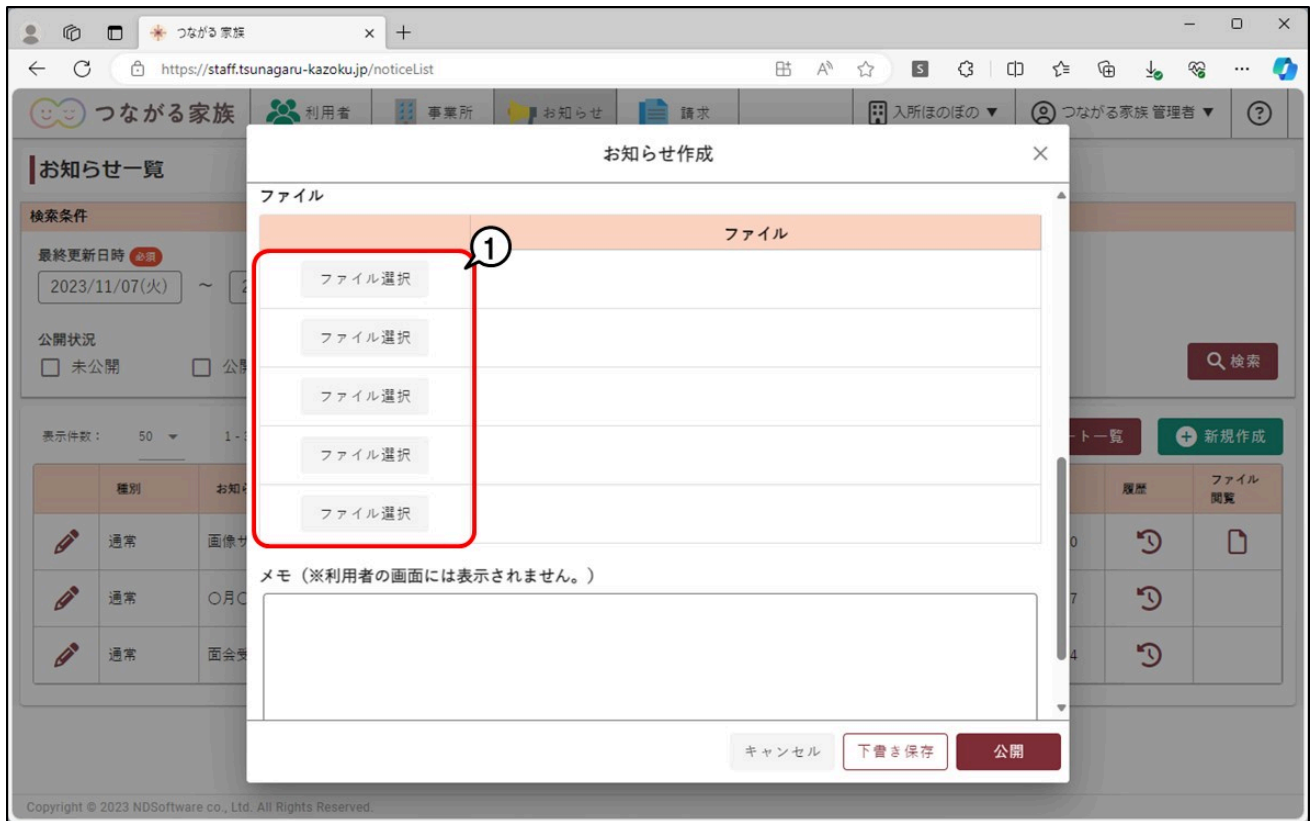 つながる 家族
https://staff.tsunagaru-kazoku.jp/noticeList
つながる家族 利用者 事業所 お知らせ 請求 入所ほのぼの ▼ つながる家族 管理者 ▼
お知らせ一覧
お知らせ作成
検索条件
最終更新日時 必須
2023/11/07(火) ～
公開状況
未公開
検索
表示件数： 50
ート一覧
新規作成
種別
履歴
ファイル
閲覧
通常
通常
通常
ファイル
ファイル
①
ファイル選択
ファイル選択
ファイル選択
ファイル選択
ファイル選択
メモ（※利用者の画面には表示されません。）
キャンセル 下書き保存 公開
Copyright © 2023 NDSoftware co., Ltd. All Rights Reserved.